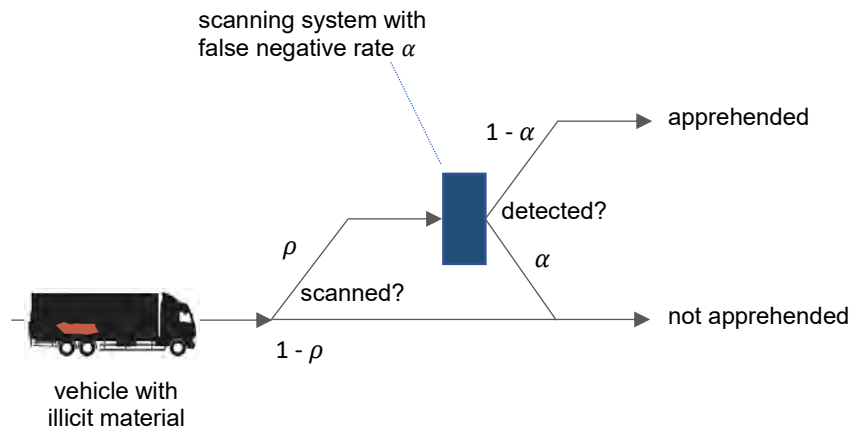 scanning system with
false negative rate α
1 - α
apprehended
detected?
ρ
α
scanned?
not apprehended
1 - ρ
vehicle with
illicit material